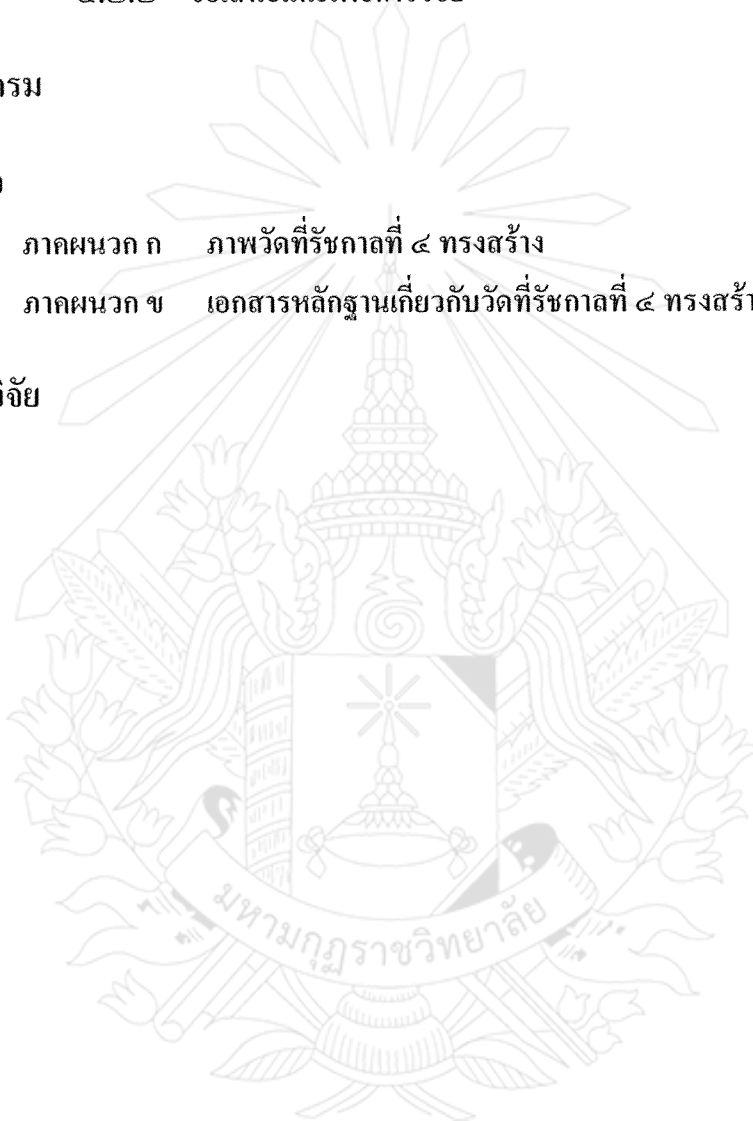 กรม
ภาคผนวก ก ภาพวัดที่รัชกาลที่ ๔ ทรงสร้าง
ภาคผนวก ข เอกสารหลักฐานเกี่ยวกับวัดที่รัชกาลที่ ๔ ทรงสร้า
วิจัย
มหามกุฏราชวิทยาลัย